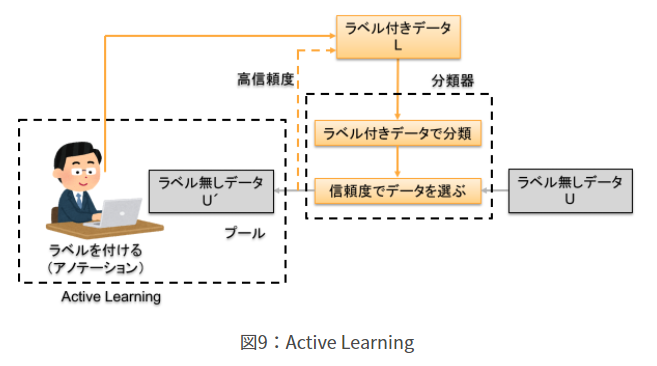 ラベル付きデータ
L
高信頼度
分類器
ラベル付きデータで分類
信頼度でデータを選ぶ
ラベル無しデータ
U
ラベル無しデータ
U´
プール
ラベルを付ける
(アノテーション)
Active Learning
図9：Active Learning